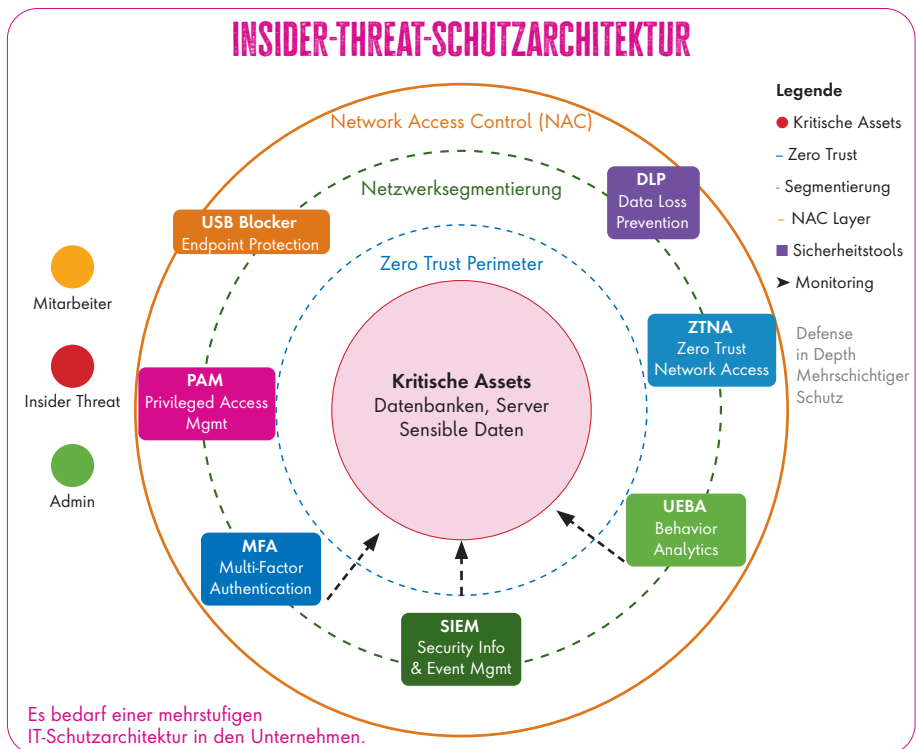 INSIDER-THREAT-SCHUTZARCHITEKTUR
Network Access Control (NAC)
Netzwerksegmentierung
Zero Trust Perimeter
Kritische Assets
Datenbanken, Server
Sensible Daten
USB Blocker
Endpoint Protection
DLP
Data Loss
Prevention
PAM
Privileged Access
Mgmt
ZTNA
Zero Trust
Network Access
MFA
Multi-Factor
Authentication
SIEM
Security Info
& Event Mgmt
UEBA
Behavior
Analytics
Mitarbeiter
Insider Threat
Admin
Legende
Kritische Assets
Zero Trust
Segmentierung
NAC Layer
Sicherheitstools
Monitoring
Defense
in Depth
Mehrschichtiger
Schutz
Es bedarf einer mehrstufigen
IT-Schutzarchitektur in den Unternehmen.